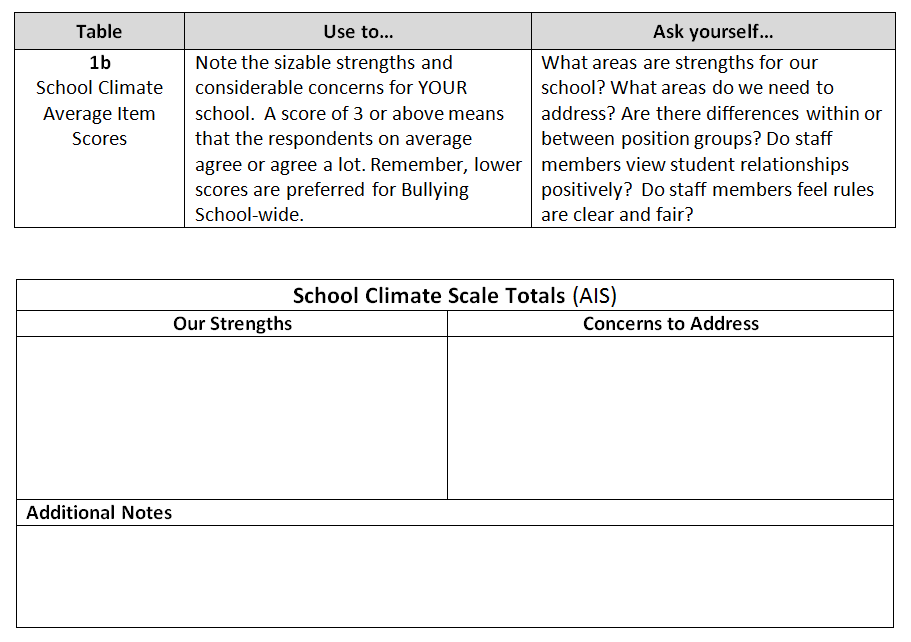 Table
Use to...
Ask yourself...
1b
School Climate
Average Item
Scores
Note the sizable strengths and
considerable concerns for YOUR
school.  A score of 3 or above means
that the respondents on average
agree or agree a lot. Remember, lower
scores are preferred for Bullying
School-wide.
What areas are strengths for our
school? What areas do we need to
address? Are there differences within or
between position groups? Do staff
members view student relationships
positively?  Do staff members feel rules
are clear and fair?
School Climate Scale Totals (AIS)
Our Strengths
Concerns to Address
Additional Notes